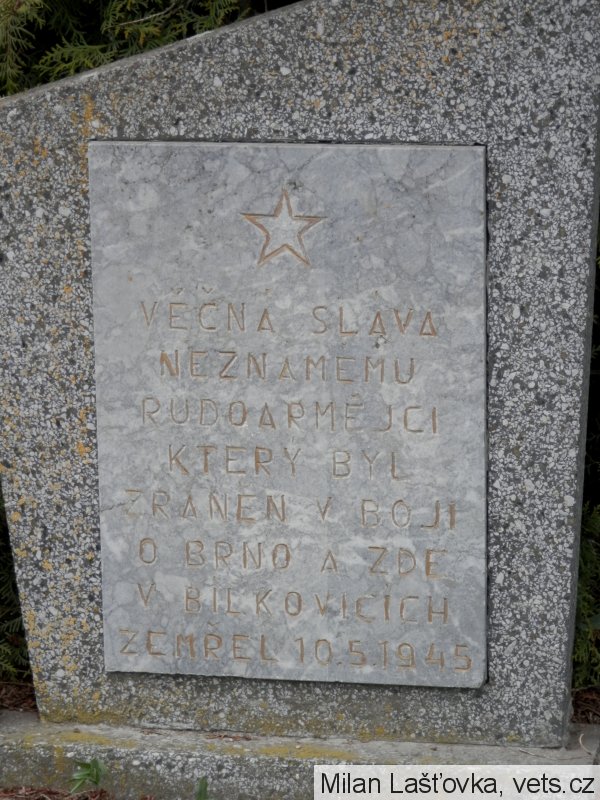 VĚČNÁ SLÁVA
NEZNÁMÉMU
RUDOARMĚJCI
KTERÝ BYL
ZRANĚN V BOJI
O BRNO A ZDE
V BÍLKOVICÍCH
ZEMŘEL 10.5.1945
Milan Lašťovka, vets.cz